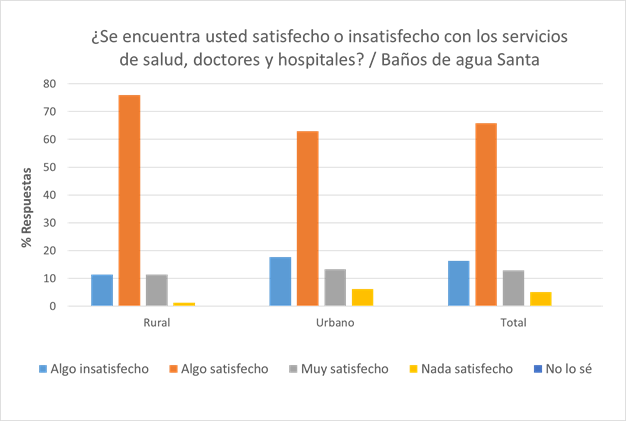 ¿Se encuentra usted satisfecho o insatisfecho con los servicios
de salud, doctores y hospitales? / Baños de agua Santa
% Respuestas
80
70
60
50
40
30
20
10
0
Rural Urbano Total
Algo insatisfecho Algo satisfecho Muy satisfecho Nada satisfecho No lo sé